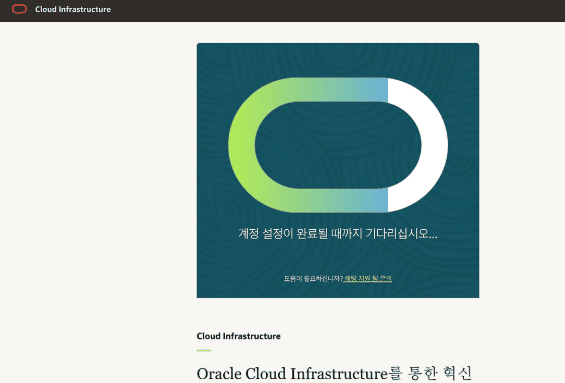 Cloud Infrastructure
계정 설정이 완료될 때까지 기다리십시오...
도움이 필요하십니까? 채팅 지원 팀 문의
Cloud Infrastructure
Oracle Cloud Infrastructure를 통한 혁신